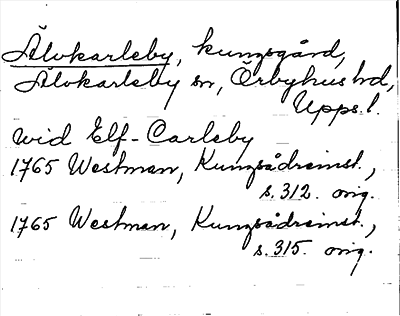 Älvkarleby, kungsgård,
Älvkarleby sn, Örbyhus hd,
Upps. l.
wid Elf-Carleby
1765 Westman, Kungsådreinst.,
s. 312. orig.
1765 Westman, Kungsådreinst.,
s. 315. orig.